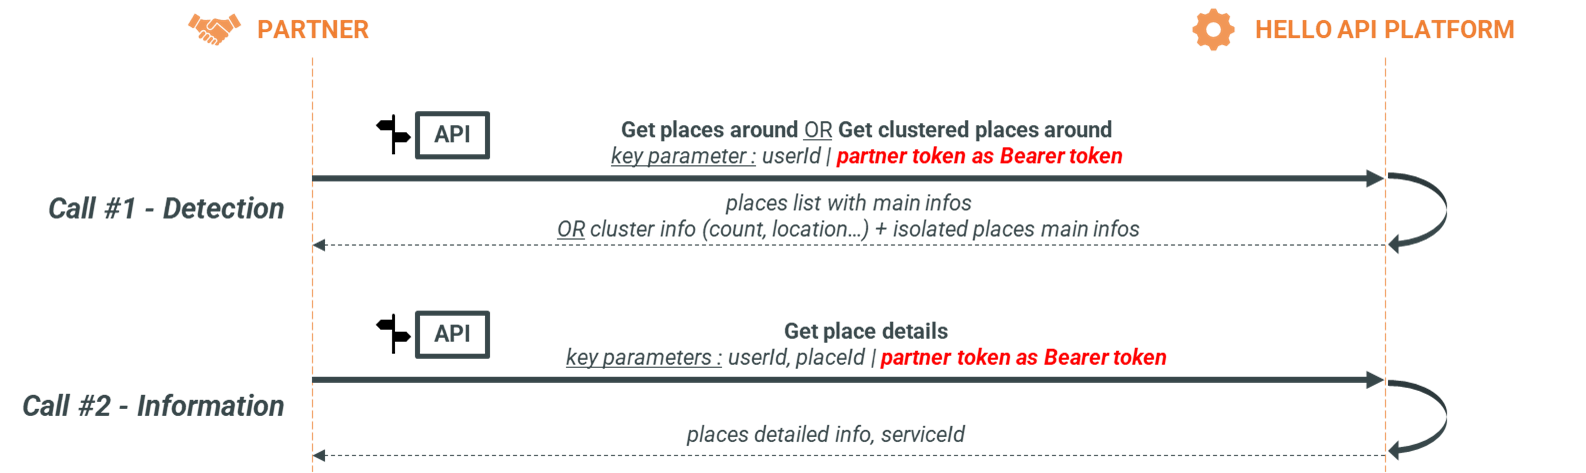 PARTNER
HELLO API PLATFORM
API
Get places around OR Get clustered places around
key parameter : userId | partner token as Bearer token
Call #1 - Detection
places list with main infos
OR cluster info (count, location...) + isolated places main infos
API
Get place details
key parameters : userId, placeId | partner token as Bearer token
Call #2 - Information
places detailed info, serviceId